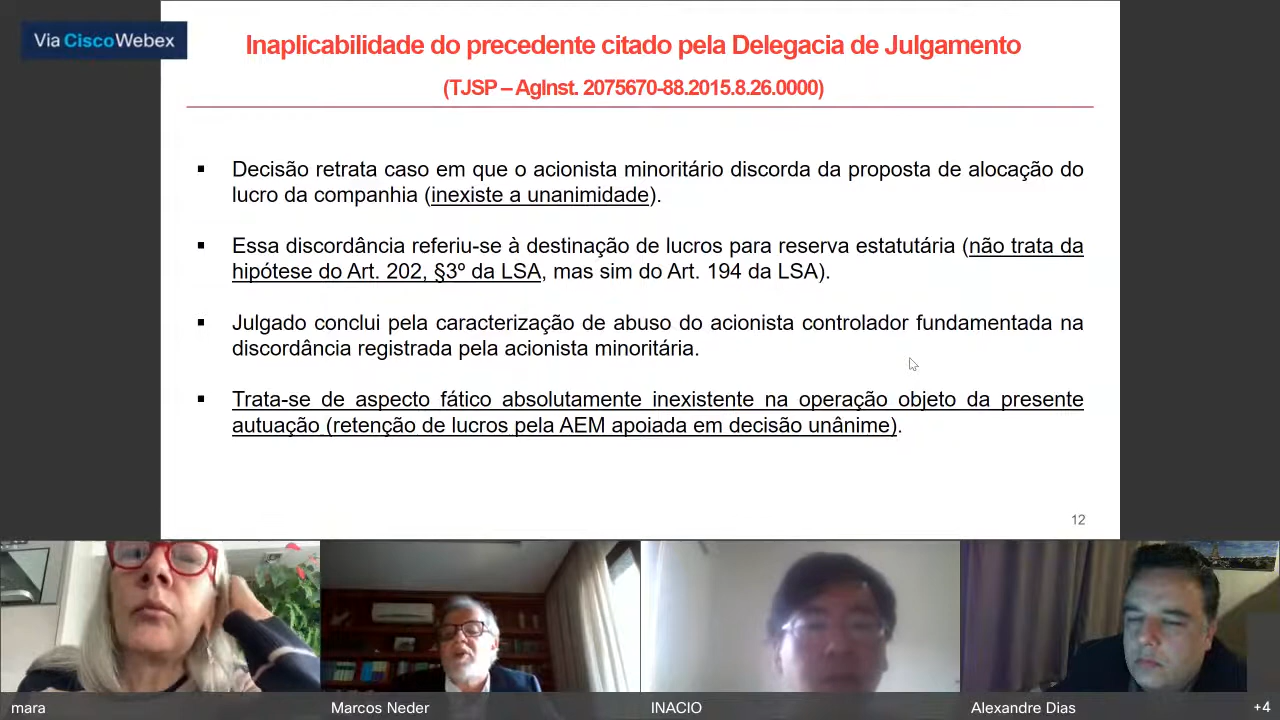 Via Cisco Webex
Inaplicabilidade do precedente citado pela Delegacia de Julgamento
(TJSP – AgInst. 2075670-88.2015.8.26.0000)
▪ Decisão retrata caso em que o acionista minoritário discorda da proposta de alocação do
lucro da companhia (inexiste a unanimidade).
▪ Essa discordância referiu-se à destinação de lucros para reserva estatutária (não trata da
hipótese do Art. 202, §3º da LSA, mas sim do Art. 194 da LSA).
▪ Julgado conclui pela caracterização de abuso do acionista controlador fundamentada na
discordância registrada pela acionista minoritária.
▪ Trata-se de aspecto fático absolutamente inexistente na operação objeto da presente
autuação (retenção de lucros pela AEM apoiada em decisão unânime).
12
mara
Marcos Neder
INACIO
Alexandre Dias
+4